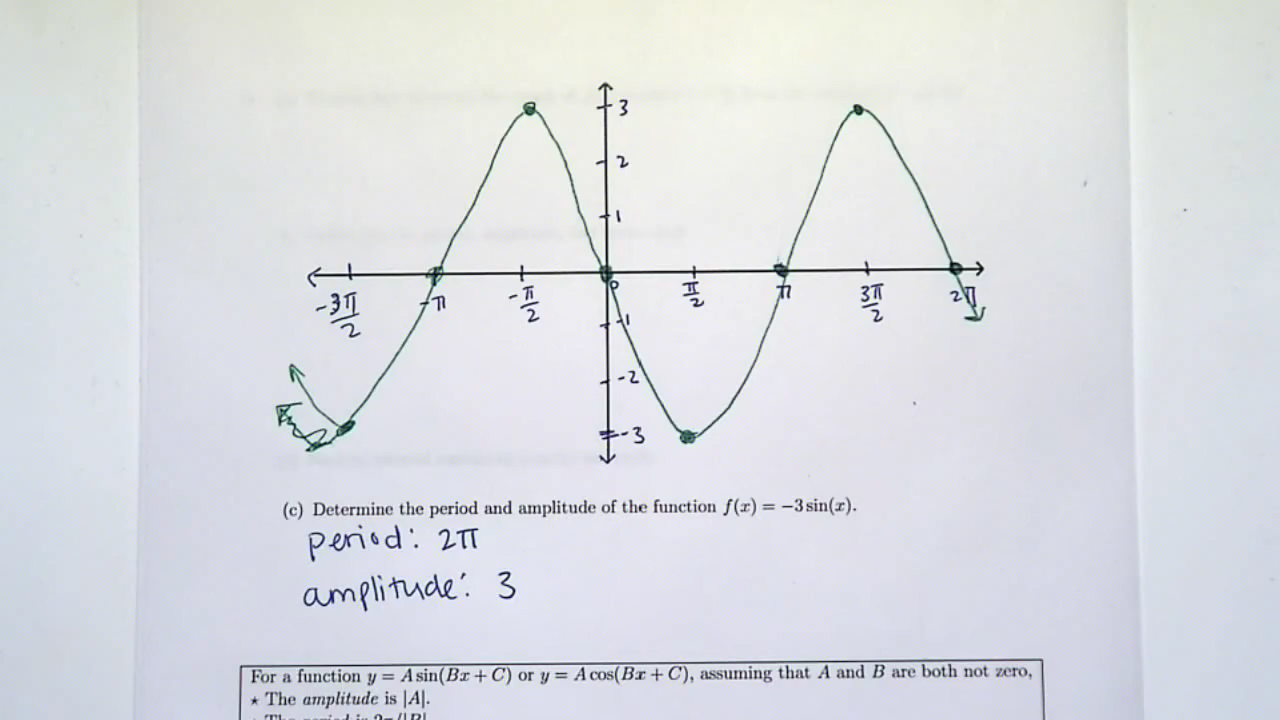 3
2
1
-3π/2 -π -π/2 0 π/2 π 3π/2 2π
-1
-2
-3
(c) Determine the period and amplitude of the function f(x) = −3 sin(x).
period: 2π
amplitude: 3
For a function y = A sin(Bx + C) or y = A cos(Bx + C), assuming that A and B are both not zero,
⋆ The amplitude is |A|.